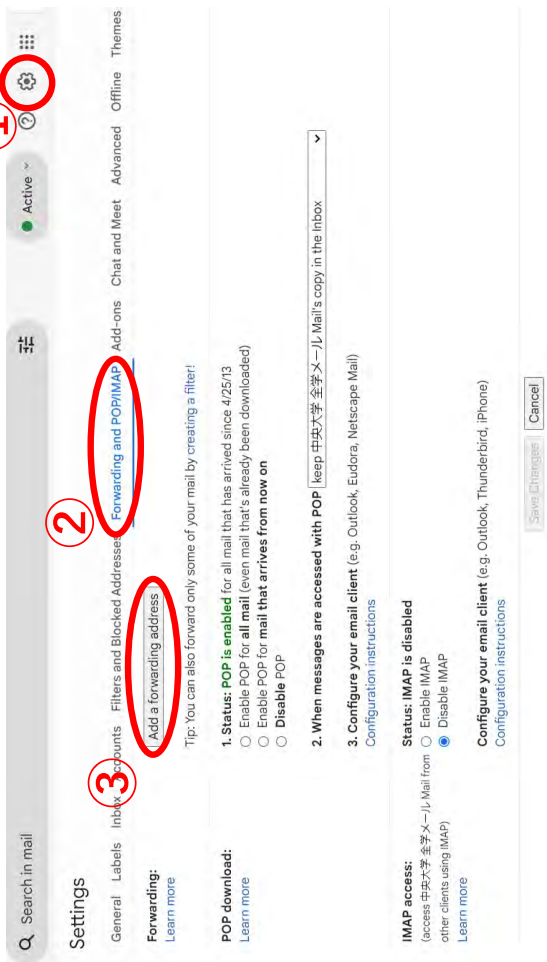 1
Search in mail
Active
Settings
2
General Labels Inbox Accounts Filters and Blocked Addresses Forwarding and POP/IMAP Add-ons Chat and Meet Advanced Offline Themes
3
Forwarding:
Learn more
Add a forwarding address
Tip: You can also forward only some of your mail by creating a filter!
POP download:
Learn more
1. Status: POP is enabled for all mail that has arrived since 4/25/13
Enable POP for all mail (even mail that's already been downloaded)
Enable POP for mail that arrives from now on
Disable POP
2. When messages are accessed with POP keep 中央大学 全学メール Mail's copy in the Inbox
3. Configure your email client (e.g. Outlook, Eudora, Netscape Mail)
Configuration instructions
IMAP access:
(access 中央大学 全学メール Mail from
other clients using IMAP)
Learn more
Status: IMAP is disabled
Enable IMAP
Disable IMAP
Configure your email client (e.g. Outlook, Thunderbird, iPhone)
Configuration instructions
Save Changes Cancel